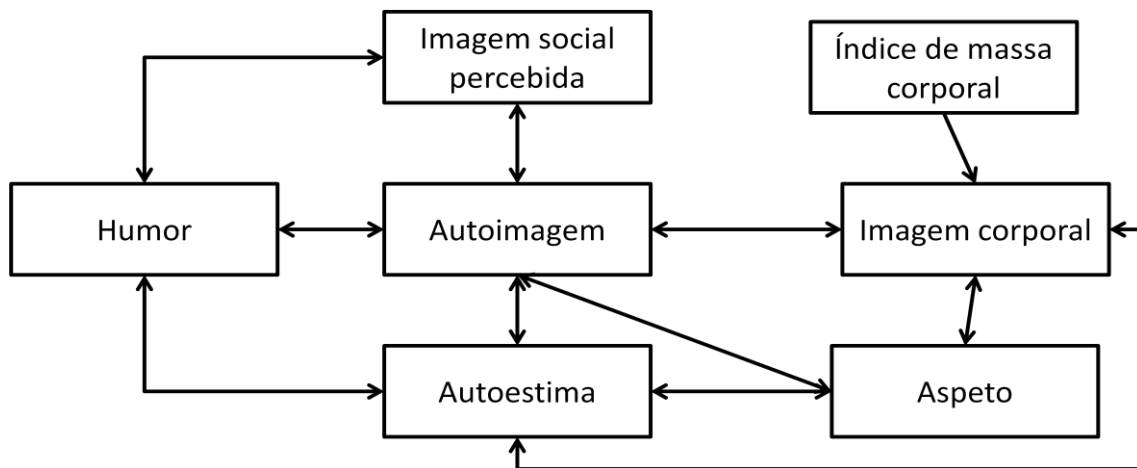 Imagem social
percebida
Índice de massa
corporal
Humor
Autoimagem
Imagem corporal
Autoestima
Aspeto